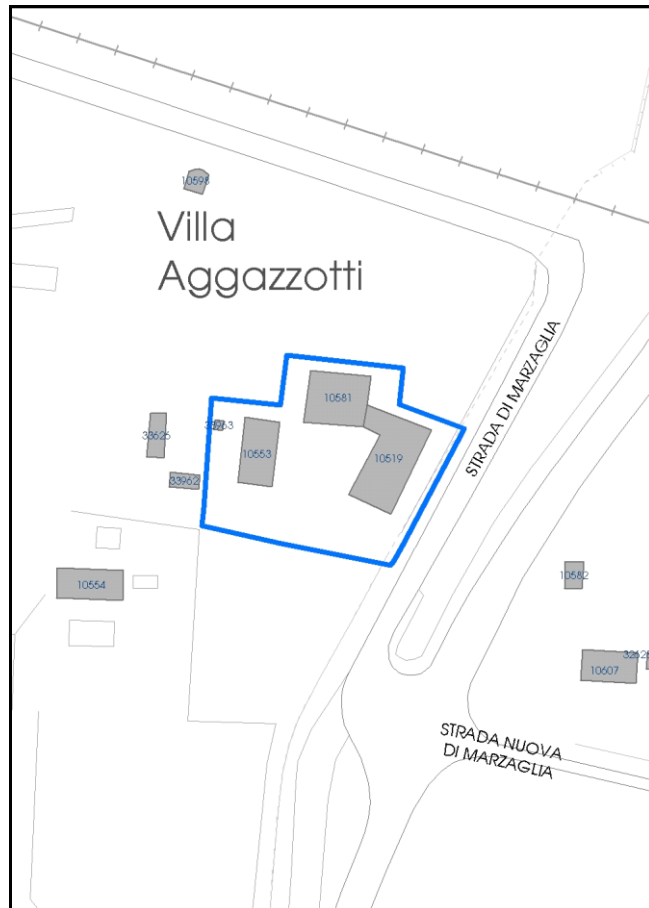 10598
Villa
Aggazzotti
STRADA DI MARZAGLIA
10581
33625
10553
10519
33962
10554
10582
10607
STRADA NUOVA
DI MARZAGLIA